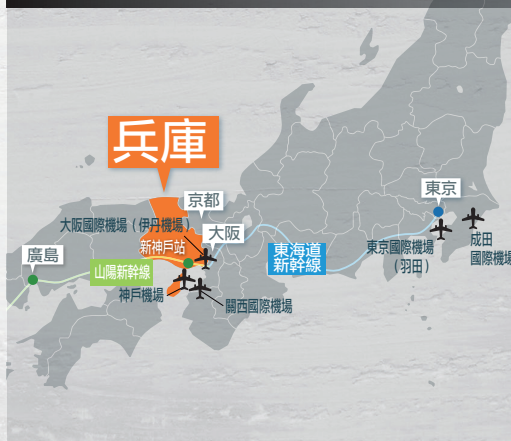 兵庫
京都
東京
大阪國際機場（伊丹機場）
大阪
新神戶站
東海道
新幹線
東京國際機場
（羽田）
成田
國際機場
廣島
山陽新幹線
神戶機場
關西國際機場